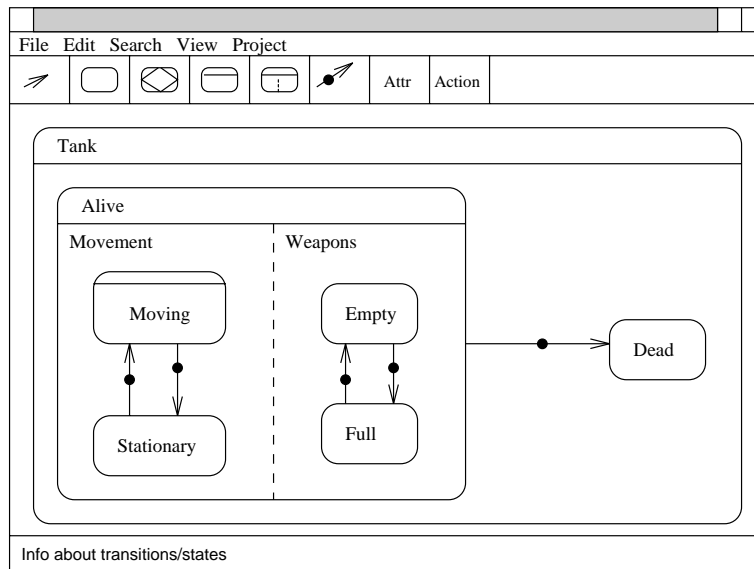 File Edit Search View Project
Attr Action
Tank
Alive
Movement Weapons
Moving Empty
Dead
Stationary Full
Info about transitions/states